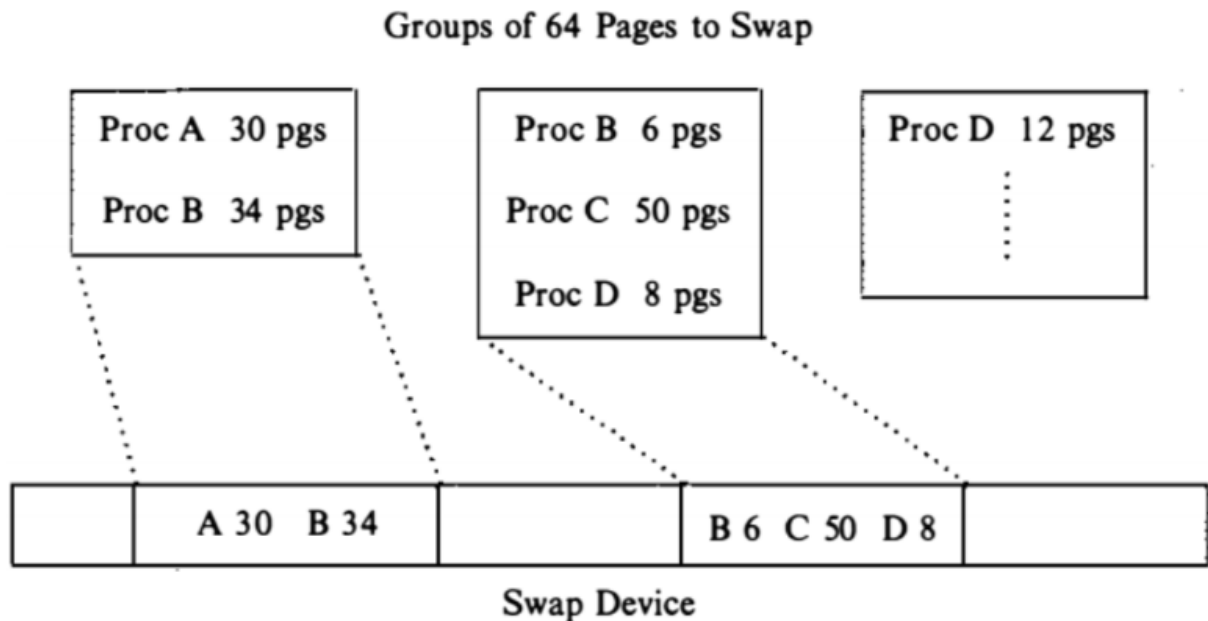 Groups of 64 Pages to Swap
Proc A 30 pgs
Proc B 34 pgs
Proc B 6 pgs
Proc C 50 pgs
Proc D 8 pgs
Proc D 12 pgs
A 30 B 34
B 6 C 50 D 8
Swap Device